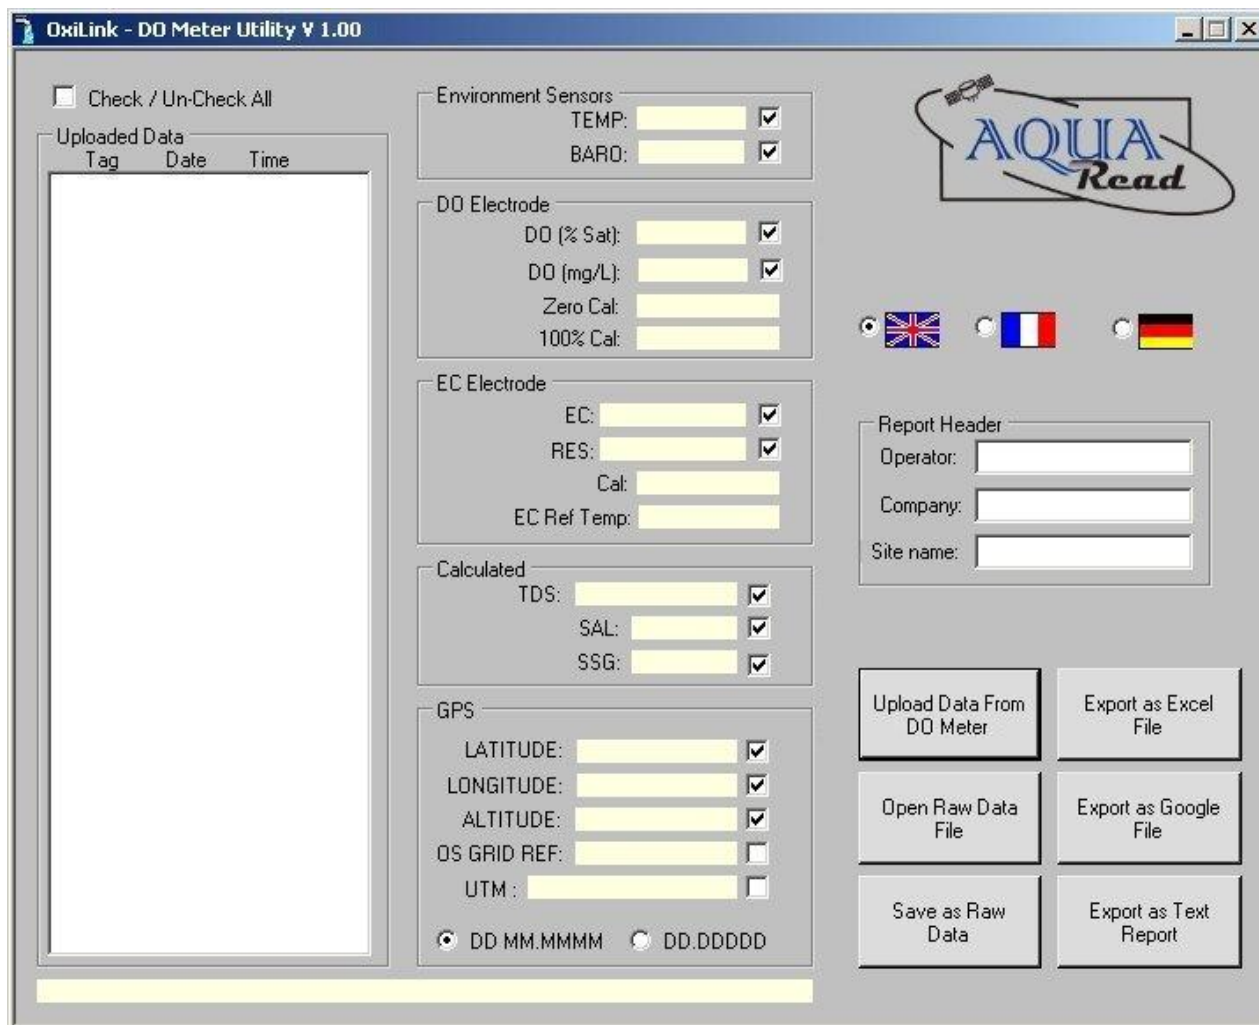 OxiLink - DO Meter Utility V 1.00
Check / Un-Check All
Uploaded Data
Tag Date Time
Environment Sensors
TEMP:
BARO:
DO Electrode
DO (% Sat):
DO (mg/L):
Zero Cal:
100% Cal:
EC Electrode
EC:
RES:
Cal:
EC Ref Temp:
Calculated
TDS:
SAL:
SSG:
GPS
LATITUDE:
LONGITUDE:
ALTITUDE:
OS GRID REF:
UTM :
DD MM.MMMM DD.DDDDD
AQUA
Read
Report Header
Operator:
Company:
Site name:
Upload Data From
DO Meter
Export as Excel
File
Open Raw Data
File
Export as Google
File
Save as Raw
Data
Export as Text
Report